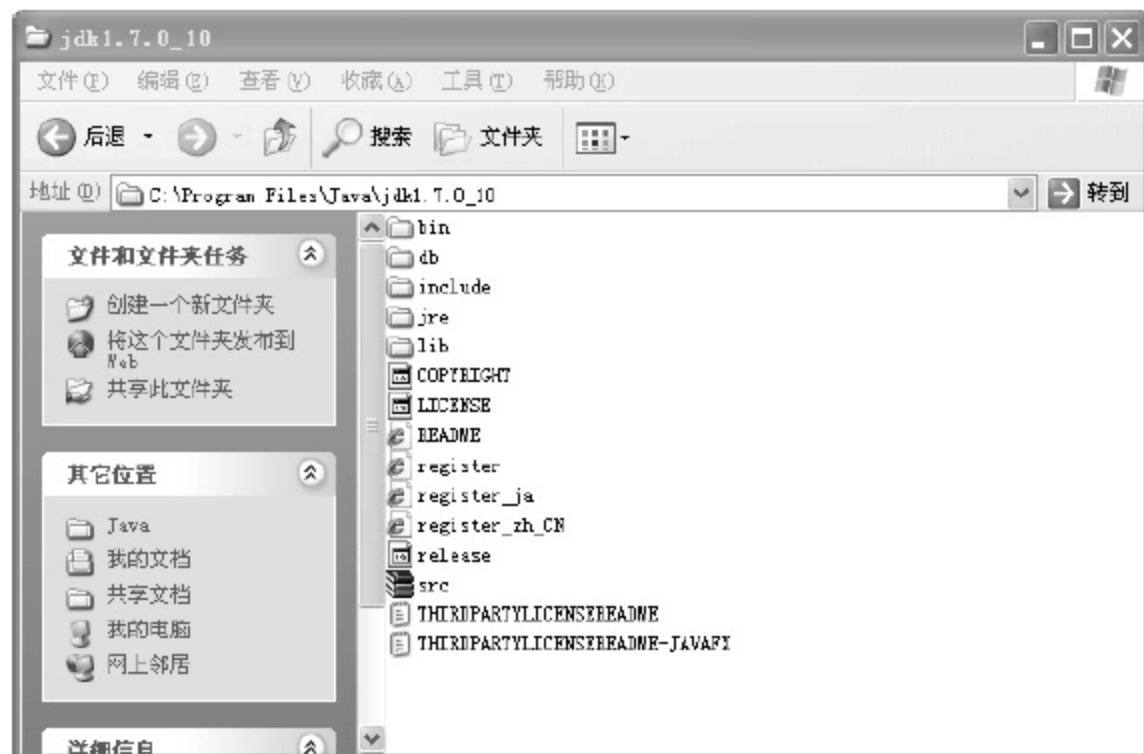 jdk1.7.0_10
文件(F) 编辑(E) 查看(V) 收藏(A) 工具(T) 帮助(H)
后退 搜索 文件夹
地址(D) C:\Program Files\Java\jdk1.7.0_10 转到
文件和文件夹任务
创建一个新文件夹
将这个文件夹发布到
Web
共享此文件夹
其它位置
Java
我的文档
共享文档
我的电脑
网上邻居
详细信息
bin
db
include
jre
lib
COPYRIGHT
LICENSE
README
register
register_ja
register_zh_CN
release
src
THIRDPARTYLICENSEREADME
THIRDPARTYLICENSEREADME-JAVAFX